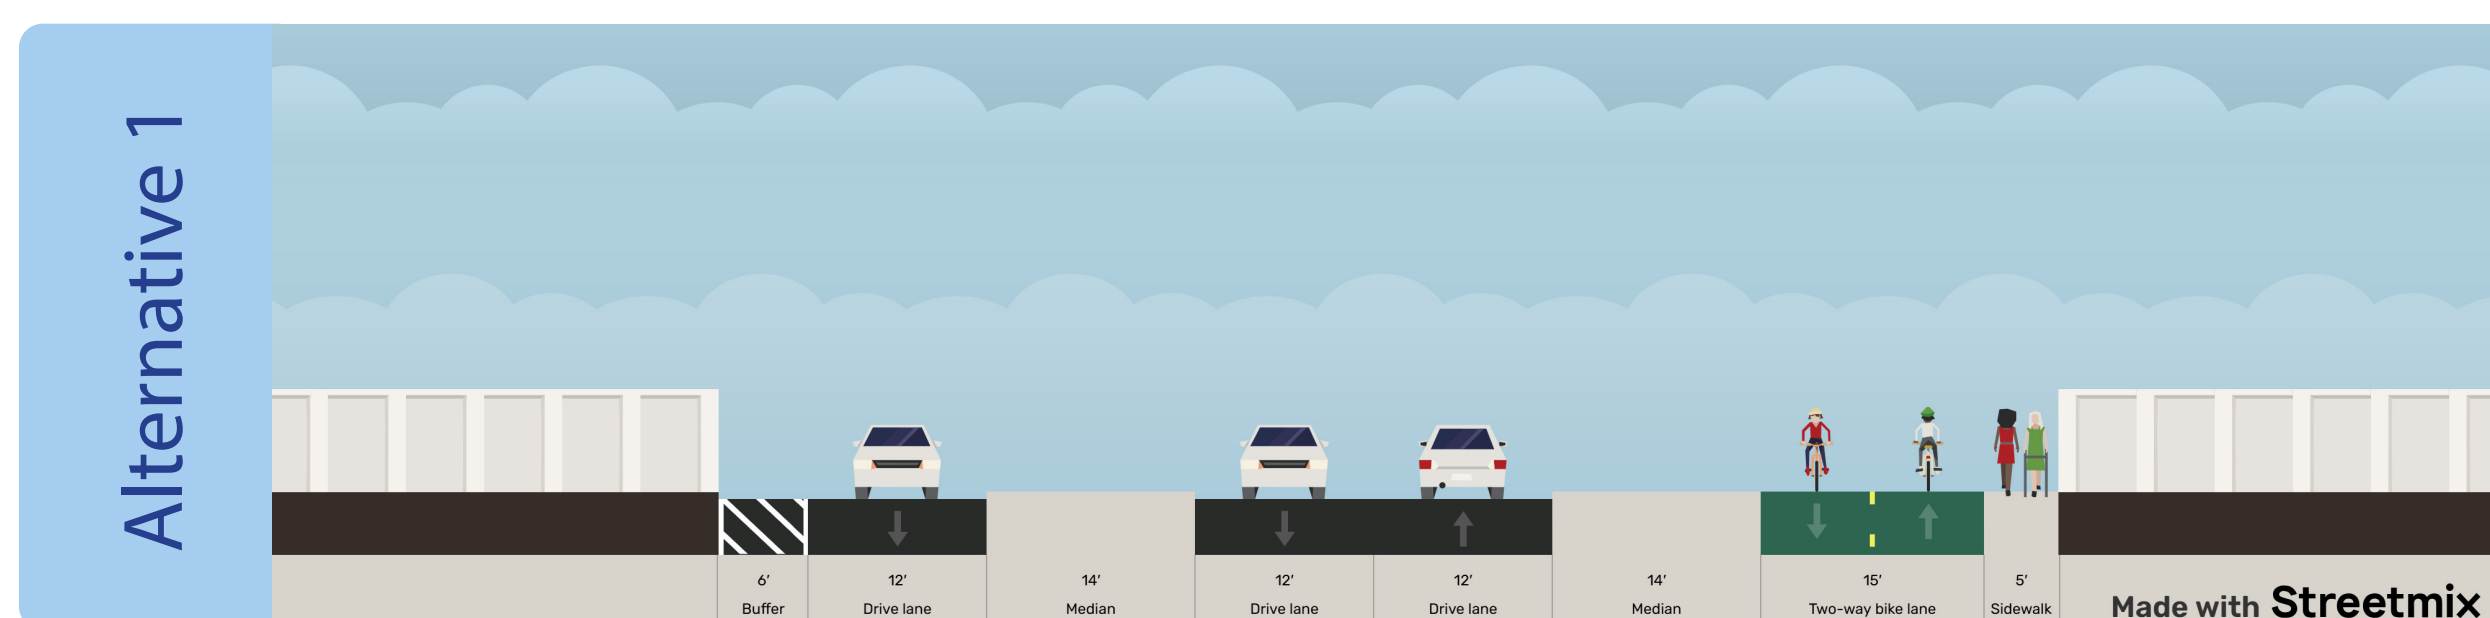 Alternative 1
6' 12' 14' 12' 12' 14' 15' 5'
Buffer Drive lane Median Drive lane Drive lane Median Two-way bike lane Sidewalk
Made with Streetmix